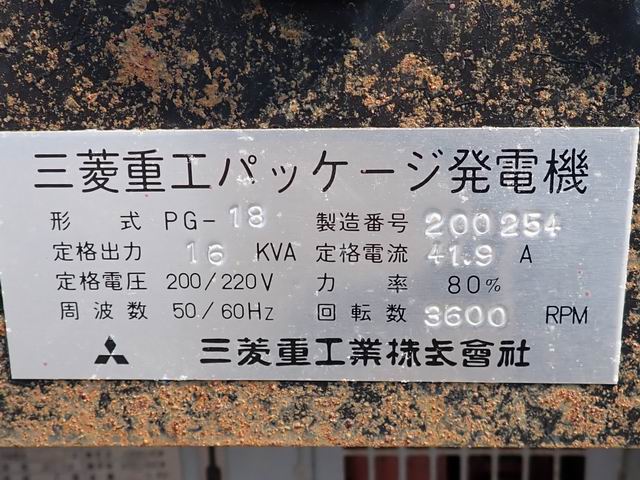 三菱重工パッケージ発電機
形 式 PG-18 製造番号 200254
定格出力 16 KVA 定格電流 41.9 A
定格電圧 200/220V 力 率 80%
周波数 50/60Hz 回転数 3600 RPM
三菱重工業株式會社